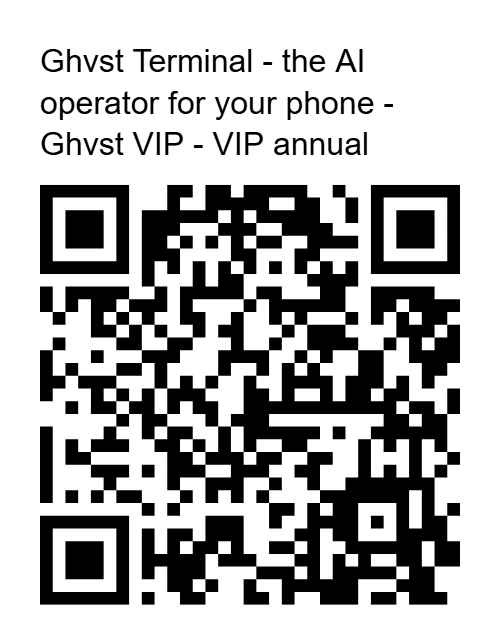 Ghvst Terminal - the AI
operator for your phone -
Ghvst VIP - VIP annual